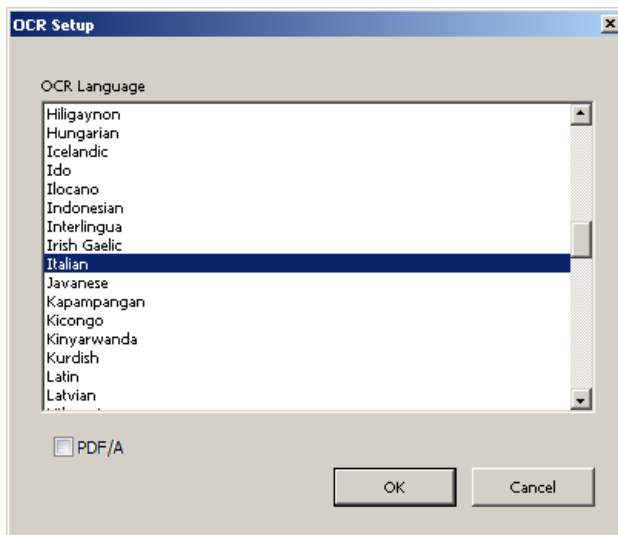 OCR Setup
OCR Language
Hiligaynon
Hungarian
Icelandic
Ido
Ilocano
Indonesian
Interlingua
Irish Gaelic
Italian
Javanese
Kapampangan
Kicongo
Kinyarwanda
Kurdish
Latin
Latvian
PDF/A
OK Cancel